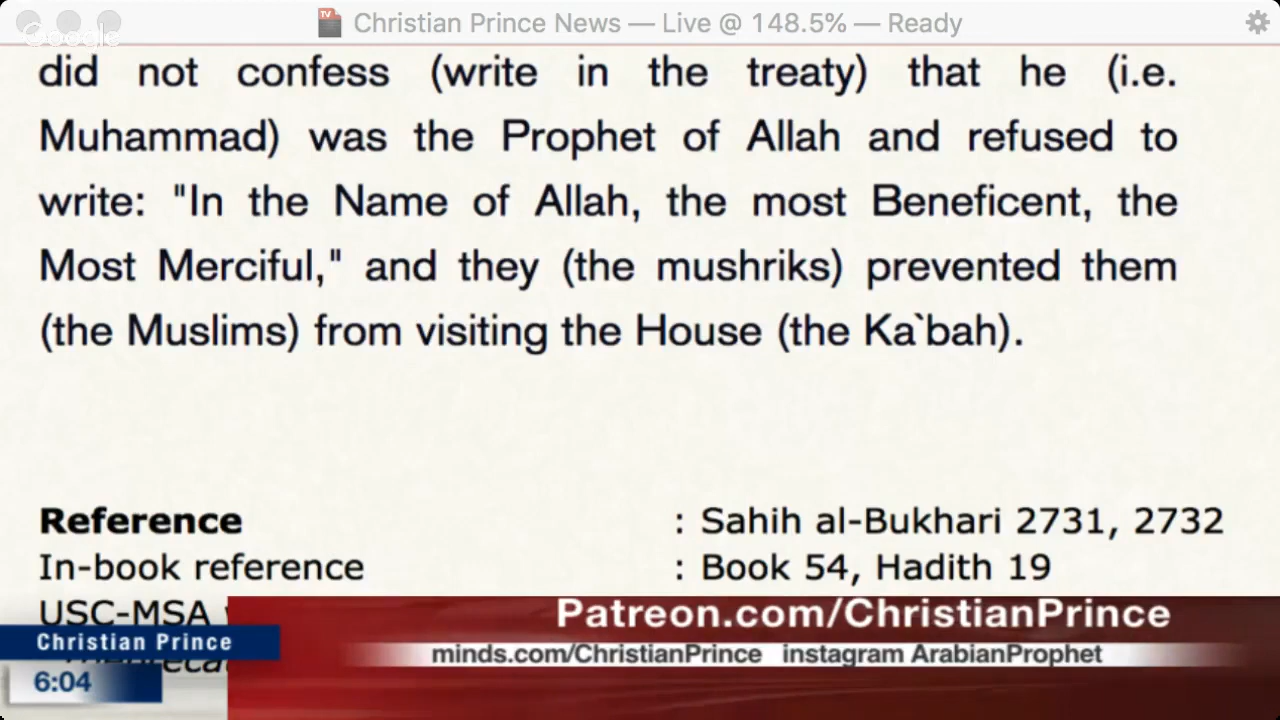 Christian Prince News — Live @ 148.5% — Ready
Google
did not confess (write in the treaty) that he (i.e.
Muhammad) was the Prophet of Allah and refused to
write: "In the Name of Allah, the most Beneficent, the
Most Merciful," and they (the mushriks) prevented them
(the Muslims) from visiting the House (the Ka`bah).
Reference : Sahih al-Bukhari 2731, 2732
In-book reference : Book 54, Hadith 19
USC-MSA
Patreon.com/ChristianPrince
Christian Prince
minds.com/ChristianPrince instagram ArabianProphet
6:04